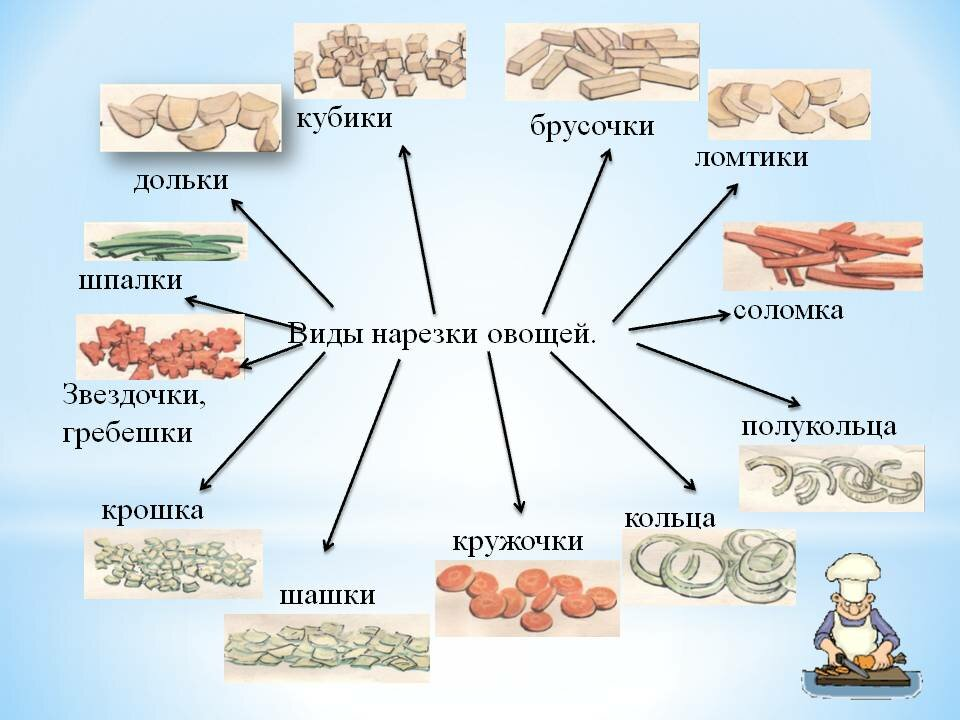 кубики
брусочки
ломтики
дольки
шпалки
соломка
Виды нарезки овощей.
Звездочки,
гребешки
полукольца
крошка
кольца
кружочки
шашки